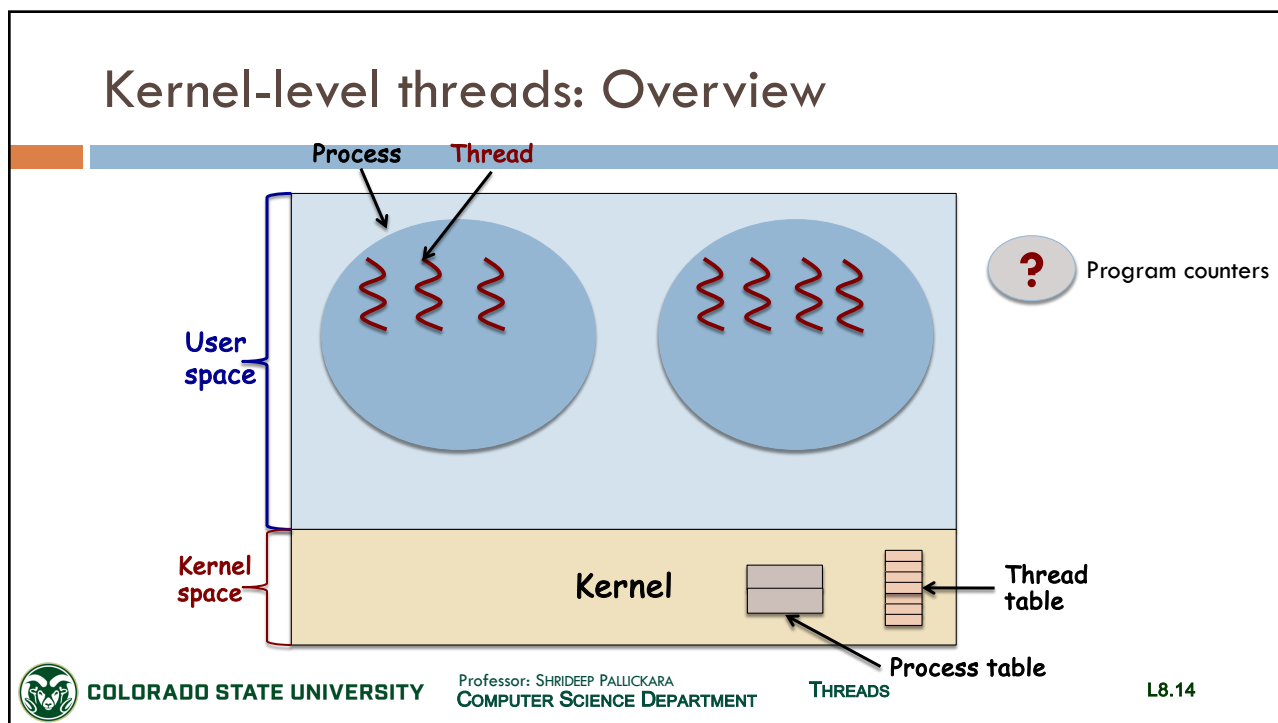 Kernel-level threads: Overview
Process Thread
?
Program counters
User
space
Kernel
space
Kernel
Thread
table
Process table
COLORADO STATE UNIVERSITY
Professor: SHRIDEEP PALLICKARA
COMPUTER SCIENCE DEPARTMENT
THREADS
L8.14